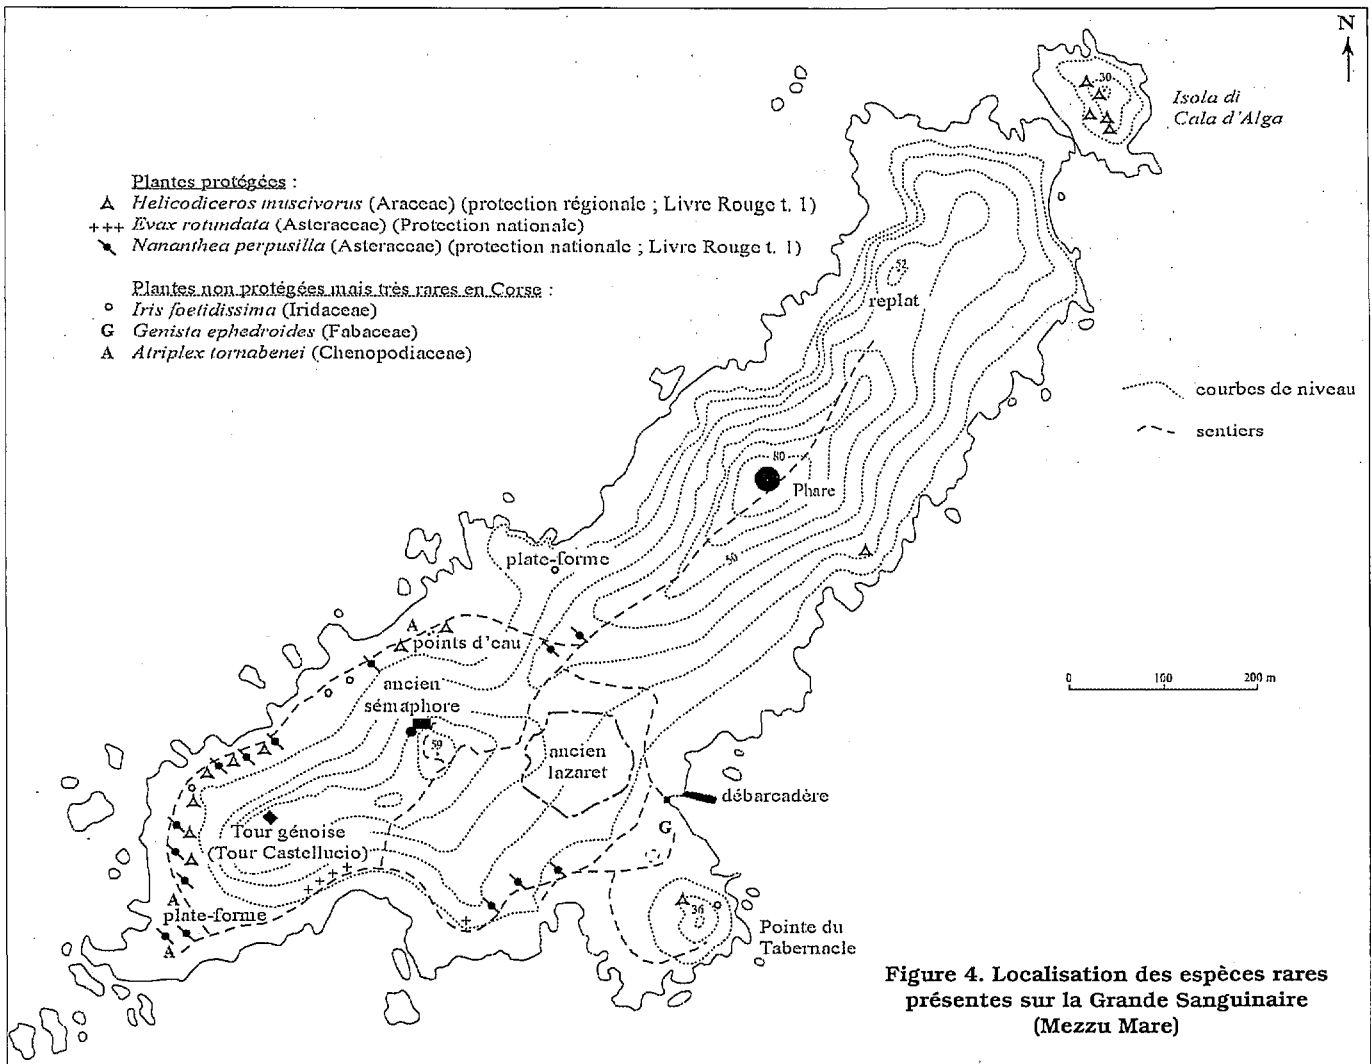 N
30
Isola di
Cala d'Alga
Plantes protégées :
Helicodiceros muscivorus (Araceae) (protection régionale ; Livre Rouge t. 1)
+++ Evax rotundata (Asteraceae) (Protection nationale)
Nananthea perpusilla (Asteraceae) (protection nationale ; Livre Rouge t. 1)
Plantes non protégées mais très rares en Corse :
Iris foetidissima (Iridaceae)
G Genista ephedroides (Fabaceae)
A Atriplex tornabenei (Chenopodiaceae)
52
replat
courbes de niveau
sentiers
80
Phare
50
plate-forme
A
points d'eau
0 100 200 m
ancien
sémaphore
59
ancien
lazaret
débarcadère
G
Tour génoise
(Tour Castellucio)
A
plate-forme
A
36
Pointe du
Tabernacle
Figure 4. Localisation des espèces rares
présentes sur la Grande Sanguinaire
(Mezzu Mare)